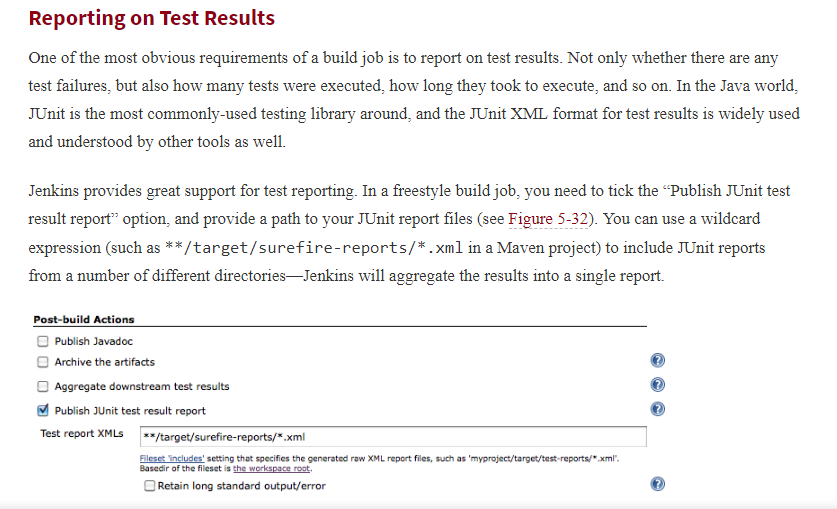 Reporting on Test Results
One of the most obvious requirements of a build job is to report on test results. Not only whether there are any
test failures, but also how many tests were executed, how long they took to execute, and so on. In the Java world,
JUnit is the most commonly-used testing library around, and the JUnit XML format for test results is widely used
and understood by other tools as well.
Jenkins provides great support for test reporting. In a freestyle build job, you need to tick the “Publish JUnit test
result report” option, and provide a path to your JUnit report files (see Figure 5-32). You can use a wildcard
expression (such as **/target/surefire-reports/*.xml in a Maven project) to include JUnit reports
from a number of different directories—Jenkins will aggregate the results into a single report.
Post-build Actions
Publish Javadoc
Archive the artifacts
?
Aggregate downstream test results
?
Publish JUnit test result report
?
Test report XMLs
**/target/surefire-reports/*.xml
Fileset 'includes' setting that specifies the generated raw XML report files, such as 'myproject/target/test-reports/*.xml'.
Basedir of the fileset is the workspace root.
Retain long standard output/error
?